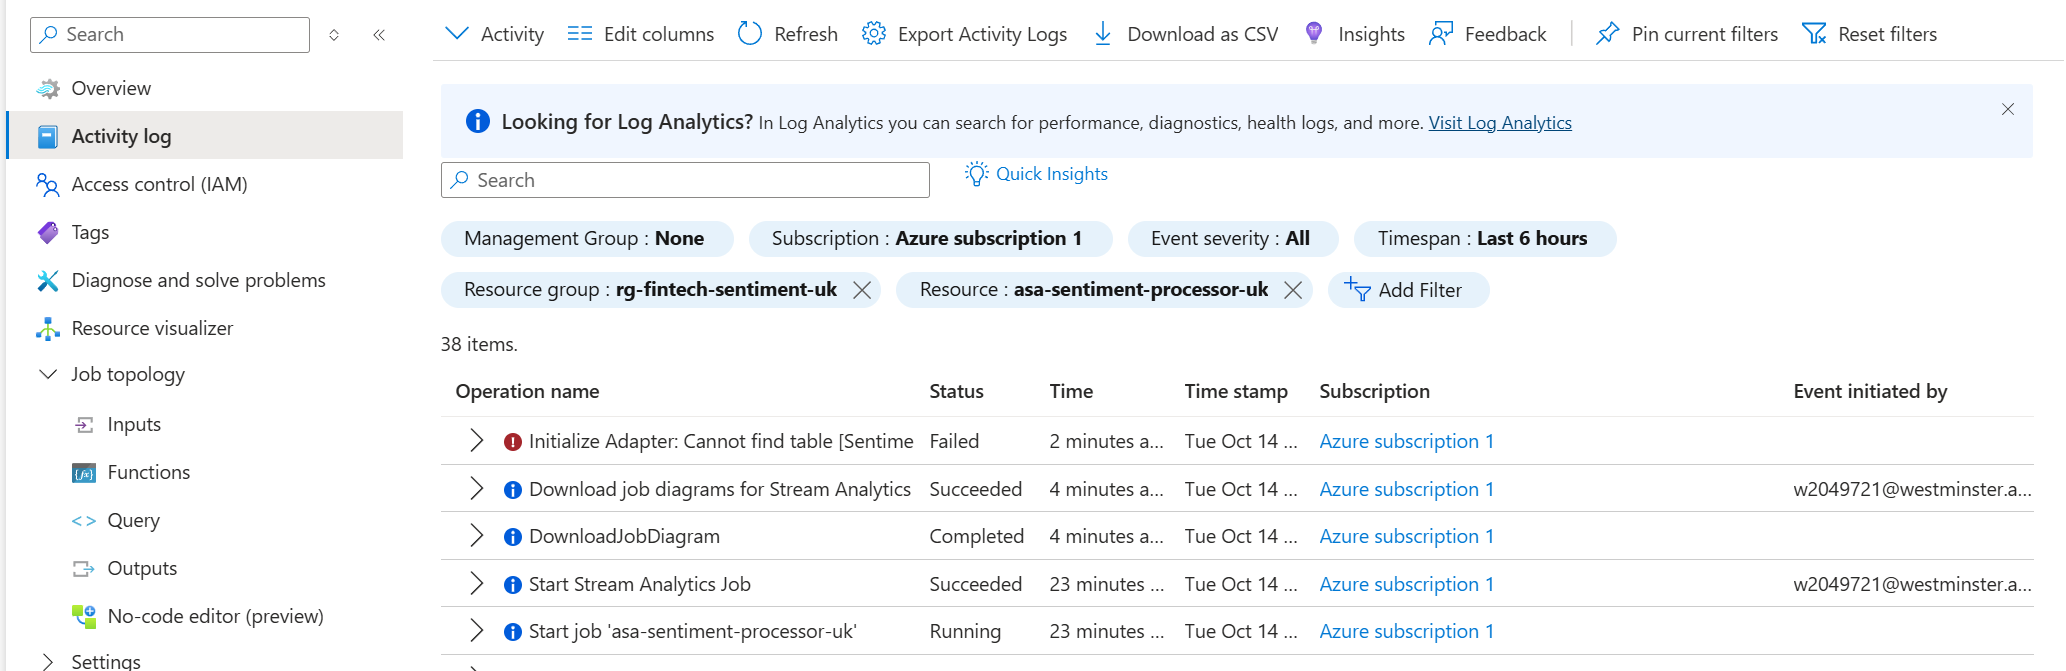 Search
Activity Edit columns Refresh Export Activity Logs Download as CSV Insights Feedback Pin current filters Reset filters
Overview
Activity log
Access control (IAM)
Tags
Diagnose and solve problems
Resource visualizer
Job topology
Inputs
Functions
Query
Outputs
No-code editor (preview)
Settings
Looking for Log Analytics? In Log Analytics you can search for performance, diagnostics, health logs, and more. Visit Log Analytics
Search Quick Insights
Management Group : None Subscription : Azure subscription 1 Event severity : All Timespan : Last 6 hours
Resource group : rg-fintech-sentiment-uk Resource : asa-sentiment-processor-uk Add Filter
38 items.
Operation name Status Time Time stamp Subscription Event initiated by
Initialize Adapter: Cannot find table [Sentime Failed 2 minutes a... Tue Oct 14 ... Azure subscription 1
Download job diagrams for Stream Analytics Succeeded 4 minutes a... Tue Oct 14 ... Azure subscription 1 w2049721@westminster.a...
DownloadJobDiagram Completed 4 minutes a... Tue Oct 14 ... Azure subscription 1
Start Stream Analytics Job Succeeded 23 minutes ... Tue Oct 14 ... Azure subscription 1 w2049721@westminster.a...
Start job 'asa-sentiment-processor-uk' Running 23 minutes ... Tue Oct 14 ... Azure subscription 1